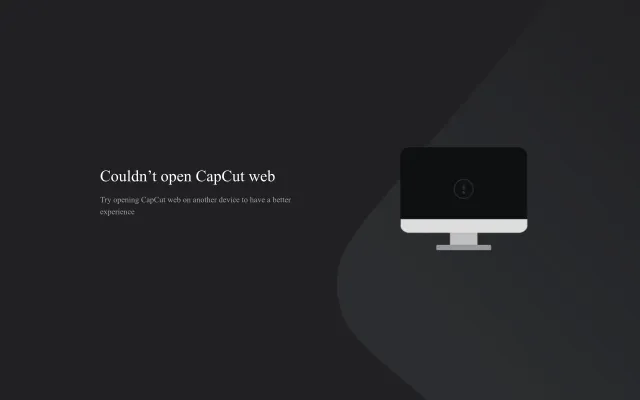 Couldn’t open CapCut web
Try opening CapCut web on another device to have a better
experience